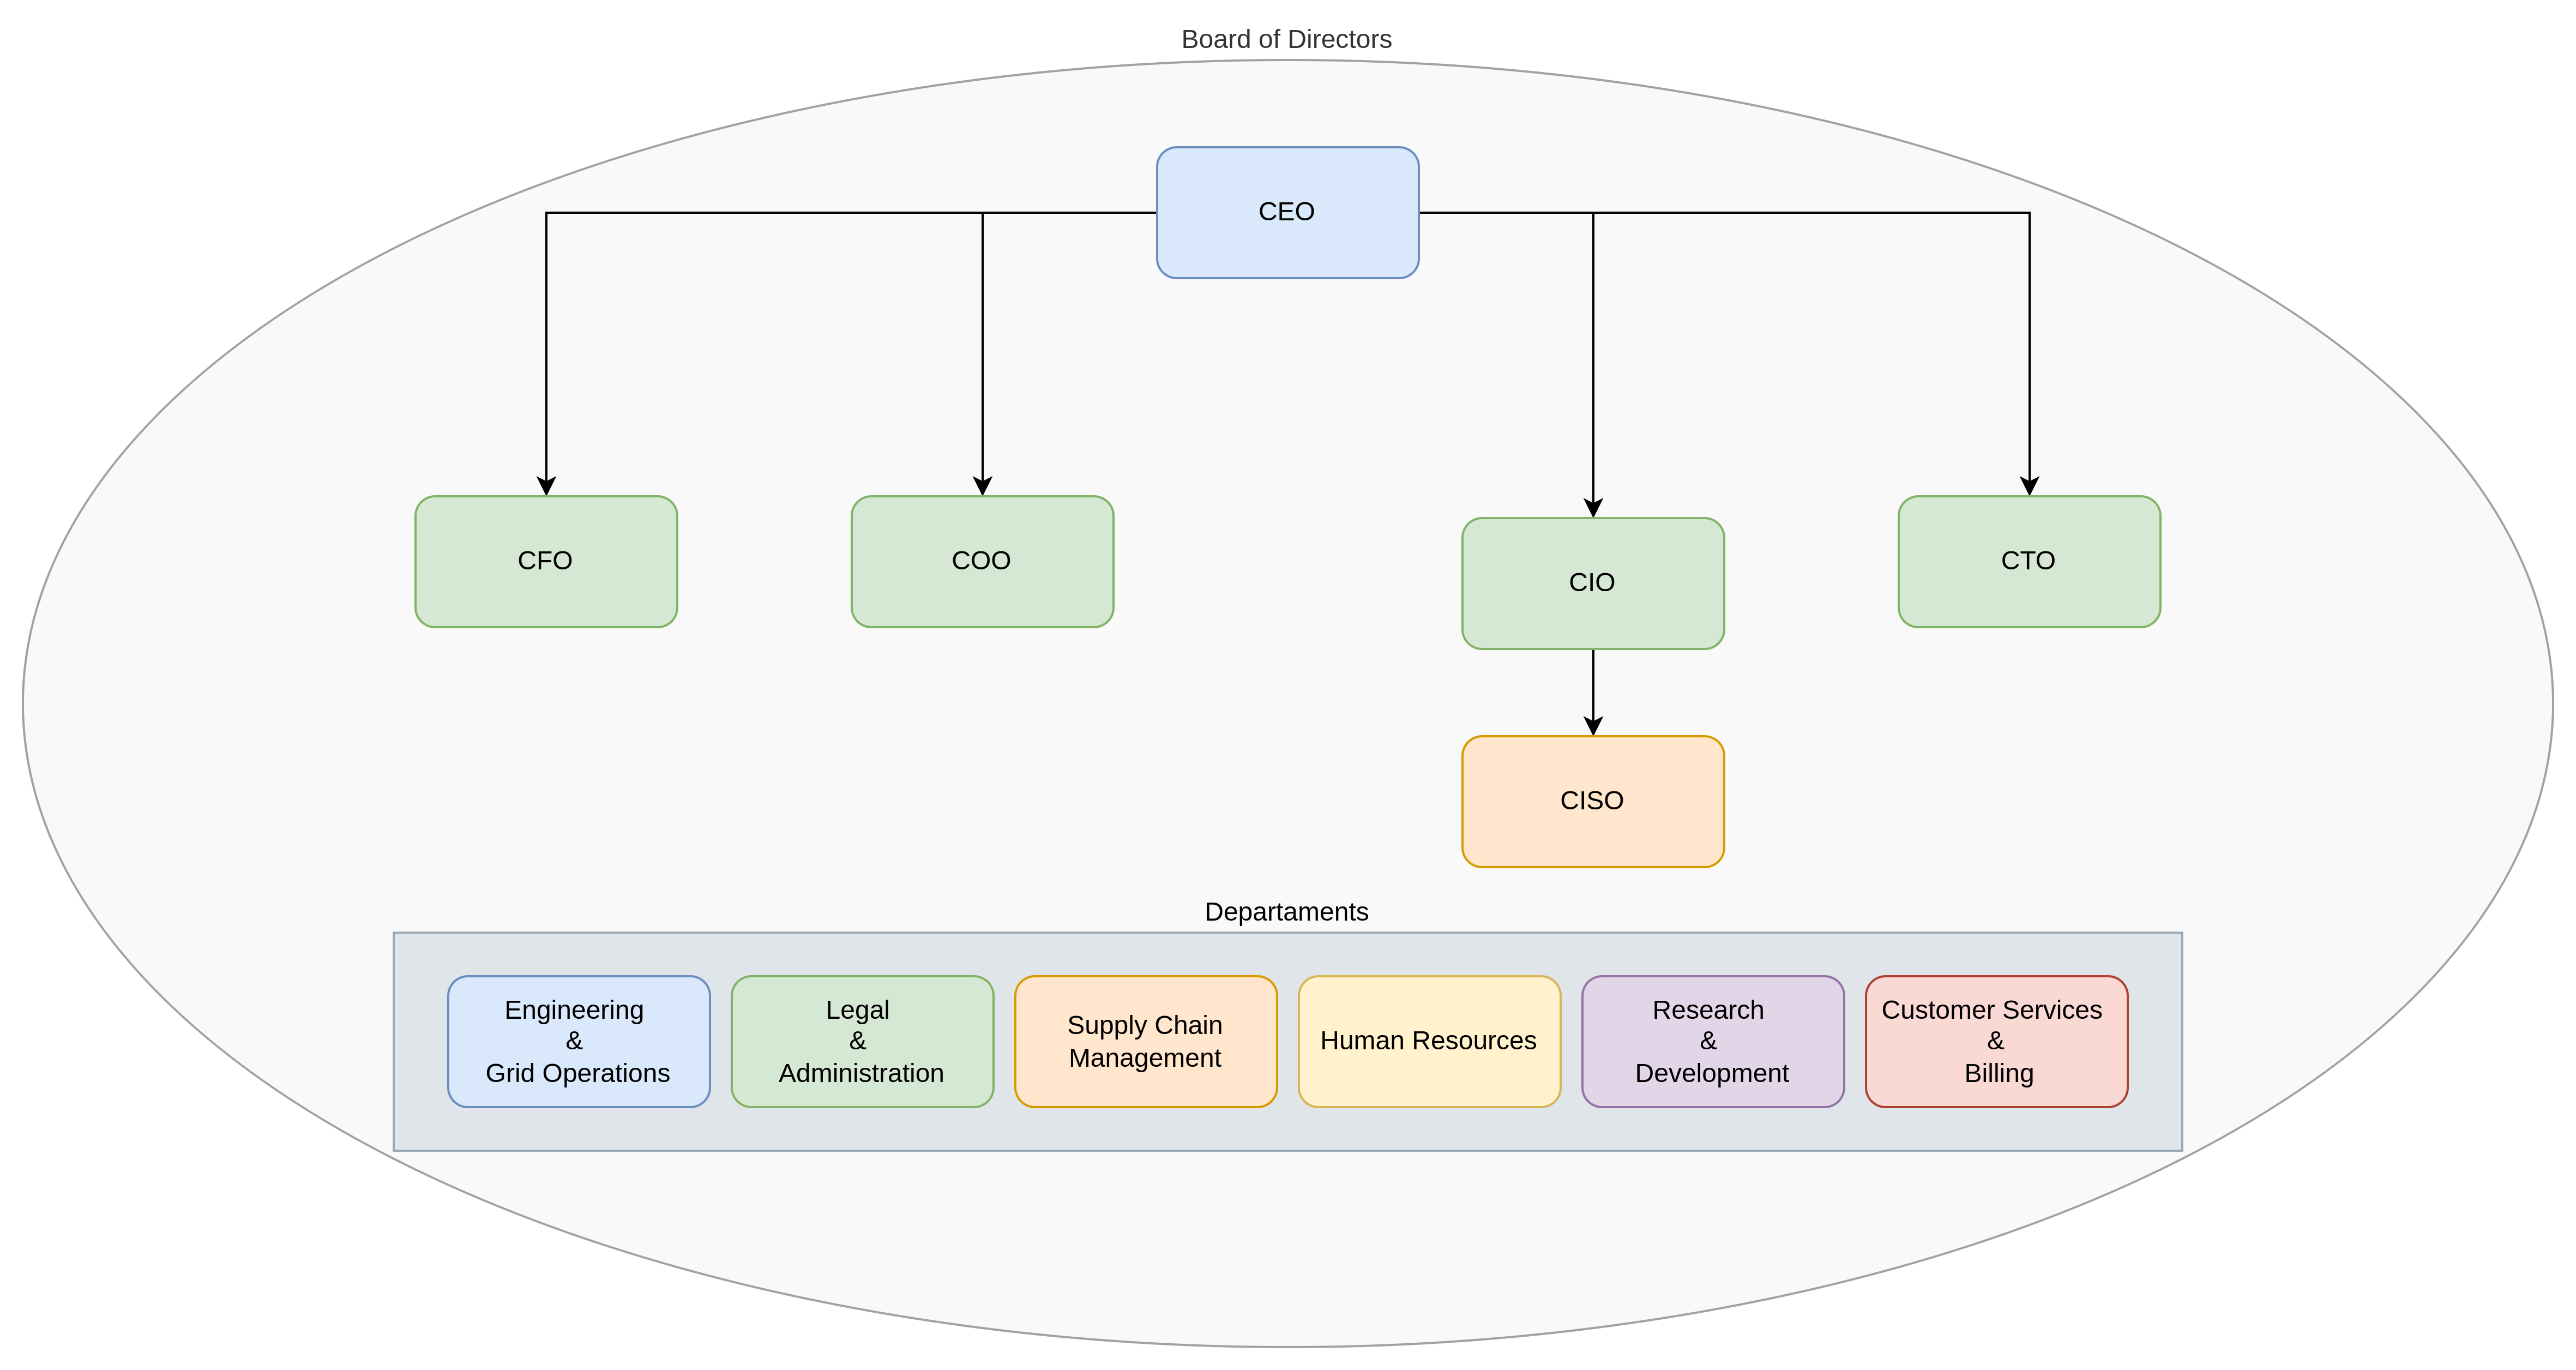 Board of Directors
CEO
CFO
COO
CIO
CTO
CISO
Departaments
Engineering
&
Grid Operations
Legal
&
Administration
Supply Chain
Management
Human Resources
Research
&
Development
Customer Services
&
Billing